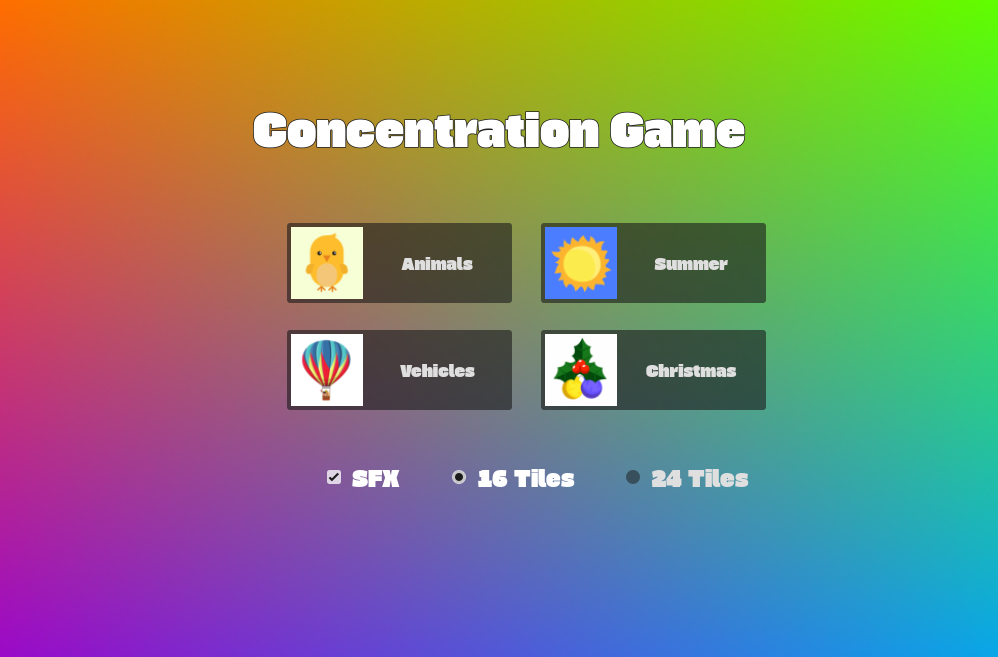 Concentration Game
Animals
Summer
Vehicles
Christmas
SFX
16 Tiles
24 Tiles